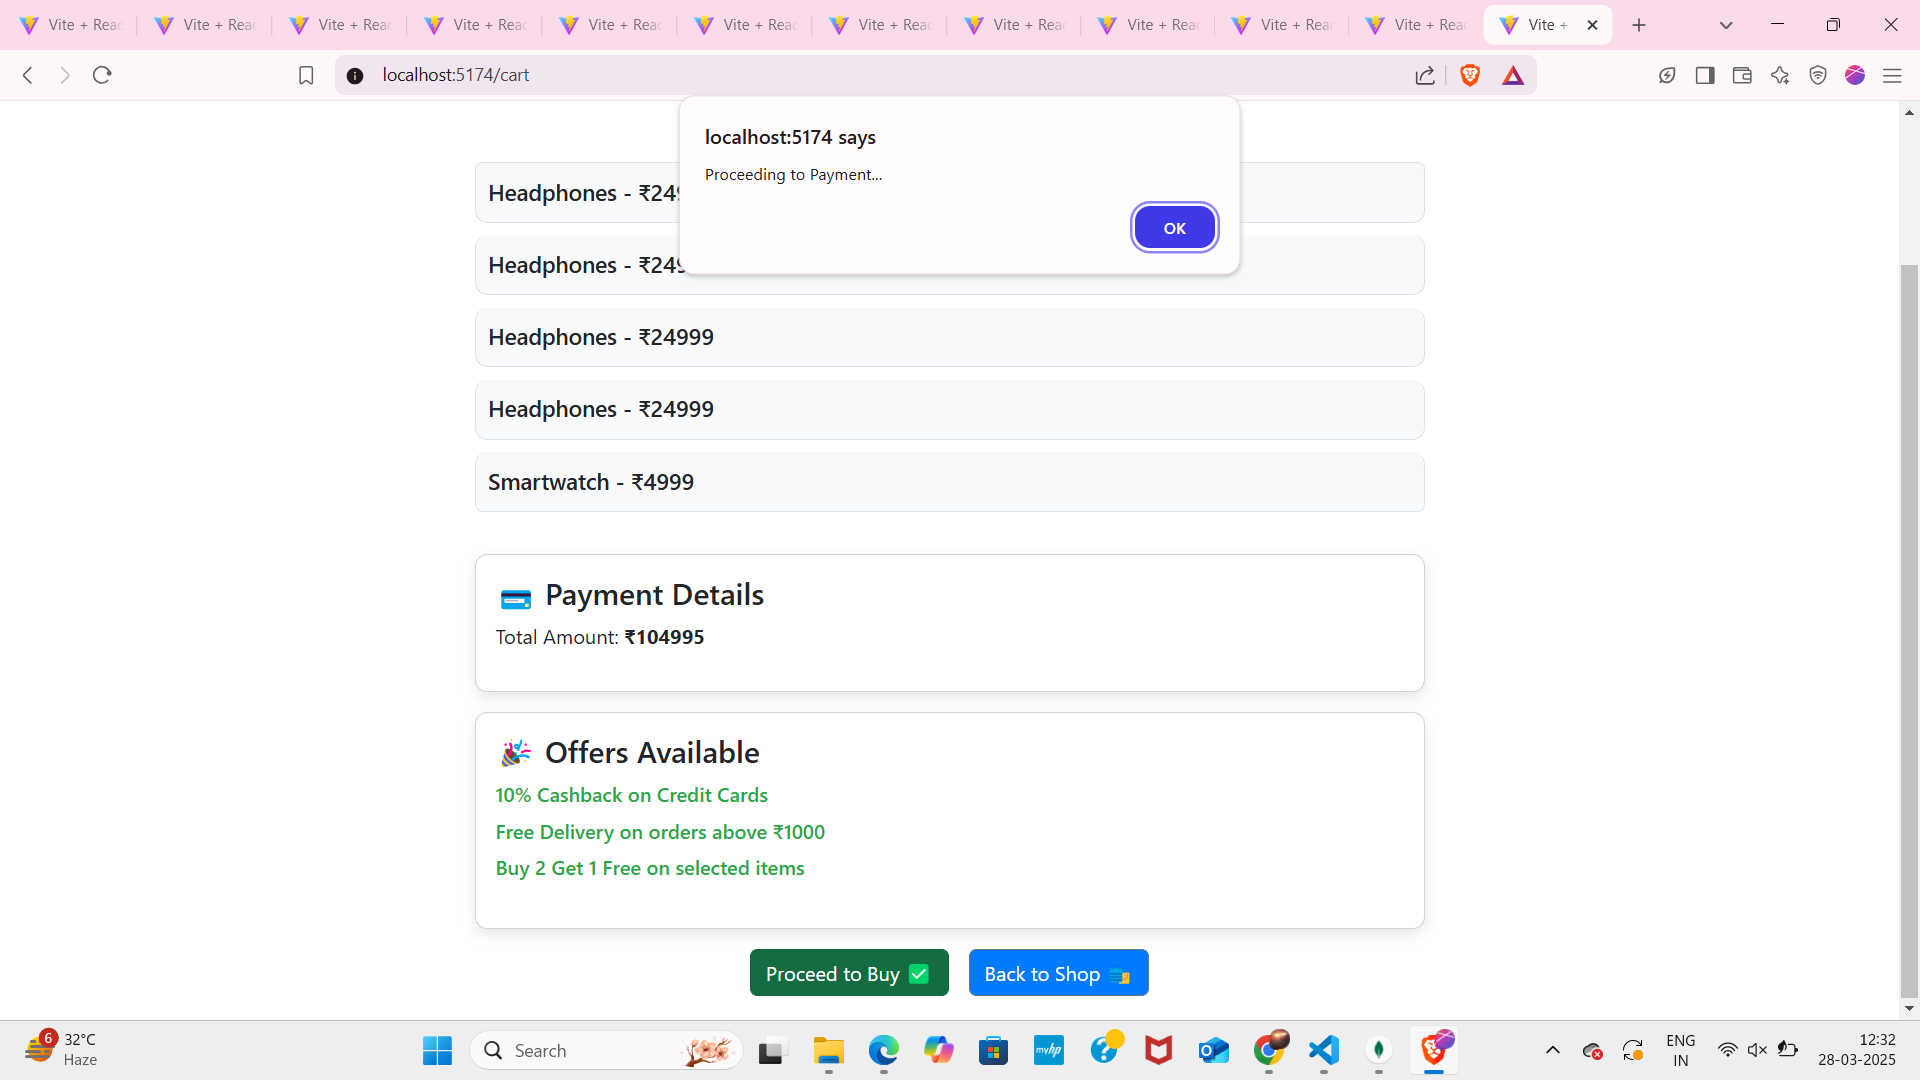 Vite + Reac
Vite + Reac
Vite + Reac
Vite + Reac
Vite + Reac
Vite + Reac
Vite + Reac
Vite + Reac
Vite + Reac
Vite + Reac
Vite + Reac
Vite +
localhost:5174/cart
localhost:5174 says
Proceeding to Payment...
OK
Headphones - ₹249
Headphones - ₹249
Headphones - ₹24999
Headphones - ₹24999
Smartwatch - ₹4999
Payment Details
Total Amount: ₹104995
Offers Available
10% Cashback on Credit Cards
Free Delivery on orders above ₹1000
Buy 2 Get 1 Free on selected items
Proceed to Buy
Back to Shop
6
32°C
Haze
Search
myhp
ENG
IN
12:32
28-03-2025